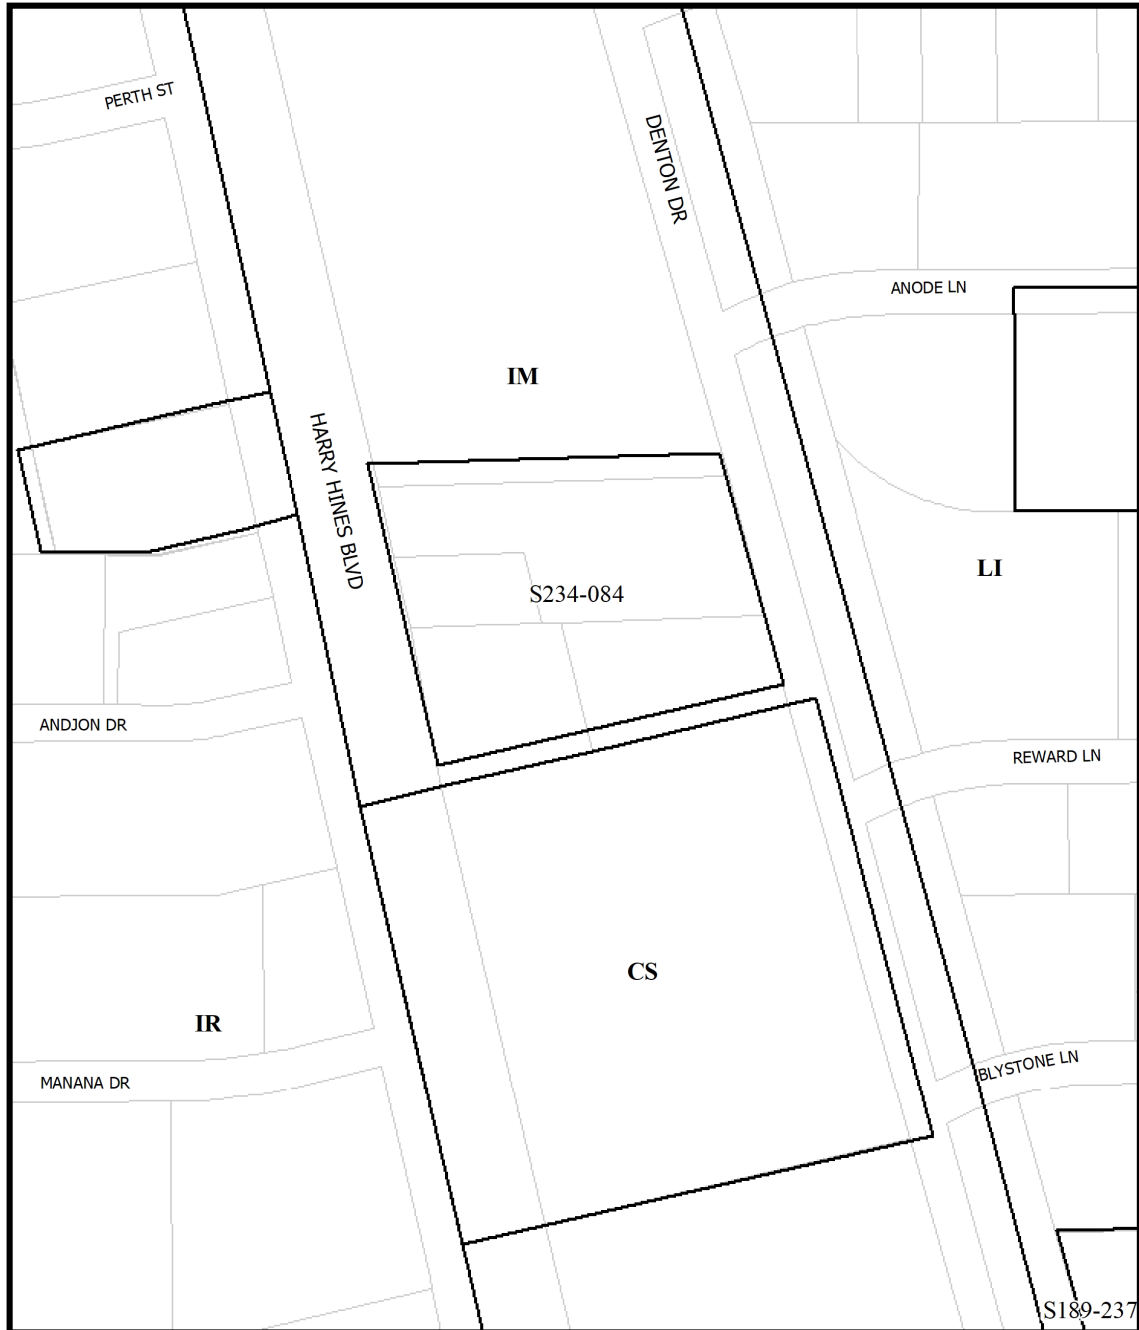 PERTH ST
DENTON DR
ANODE LN
IM
HARRY HINES BLVD
LI
S234-084
ANDJON DR
REWARD LN
CS
IR
BLYSTONE LN
MANANA DR
S189-237